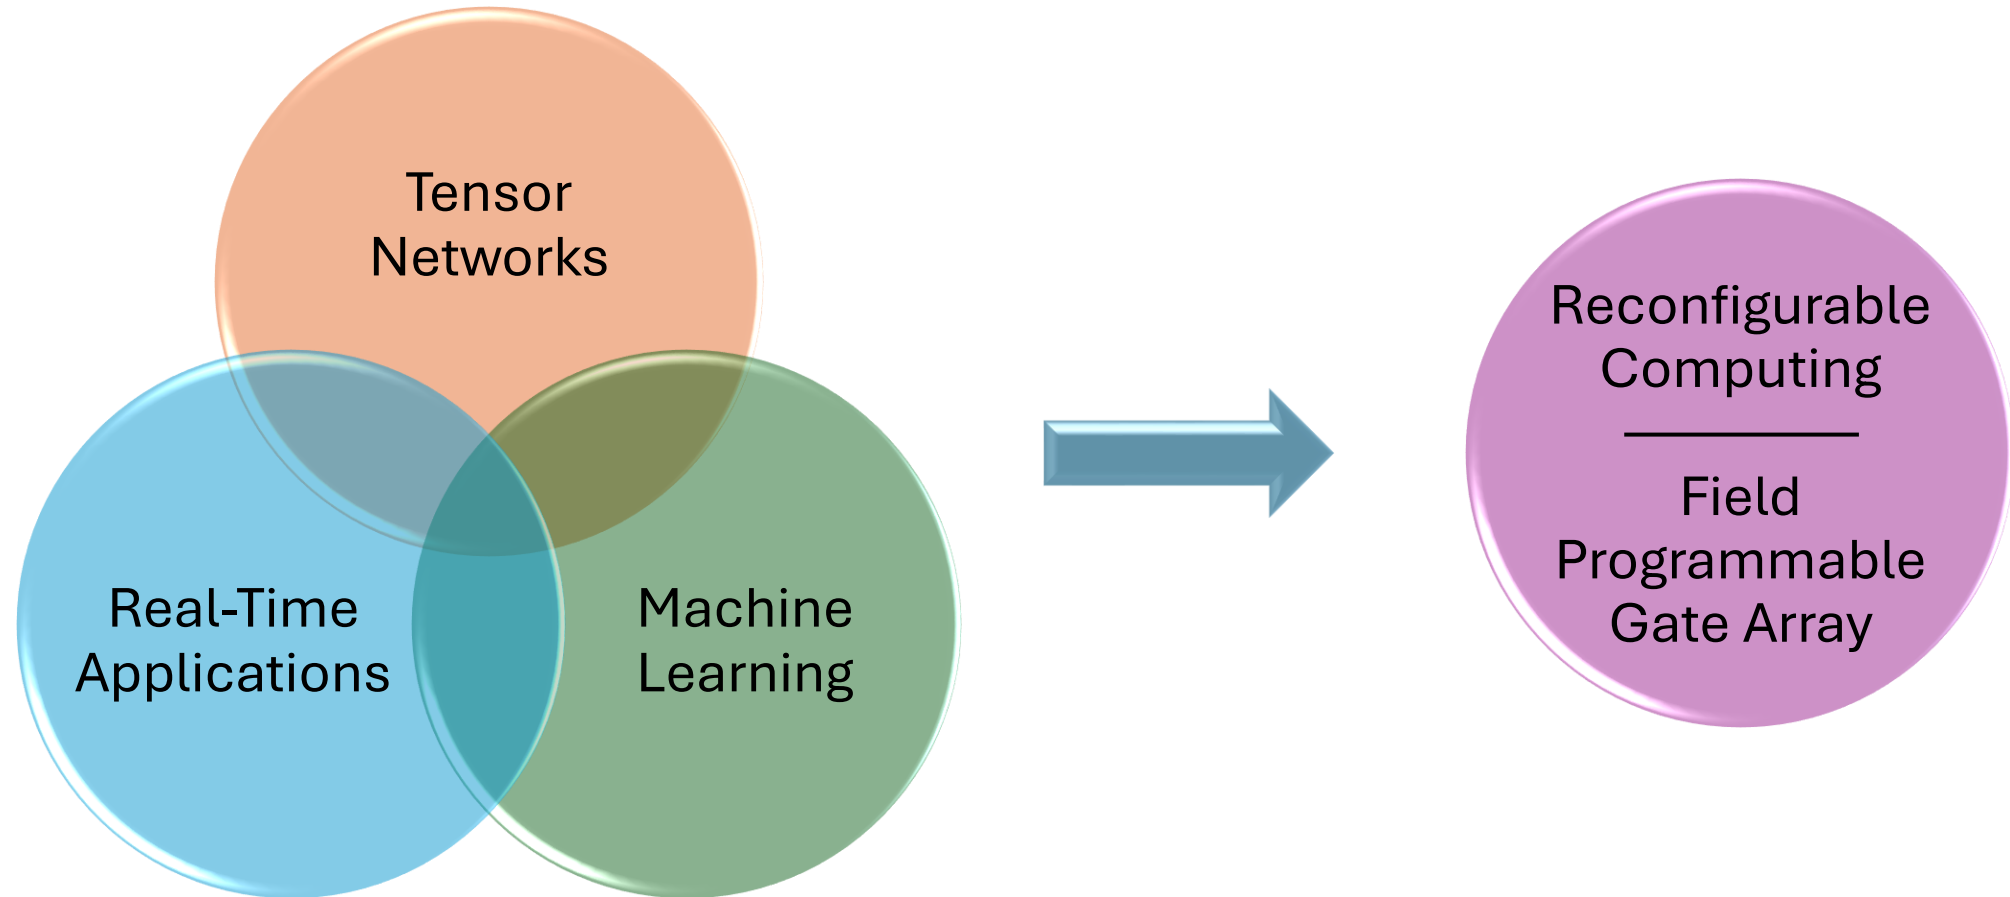 Tensor
Networks
Real-Time
Applications
Machine
Learning
Reconfigurable
Computing
Field
Programmable
Gate Array